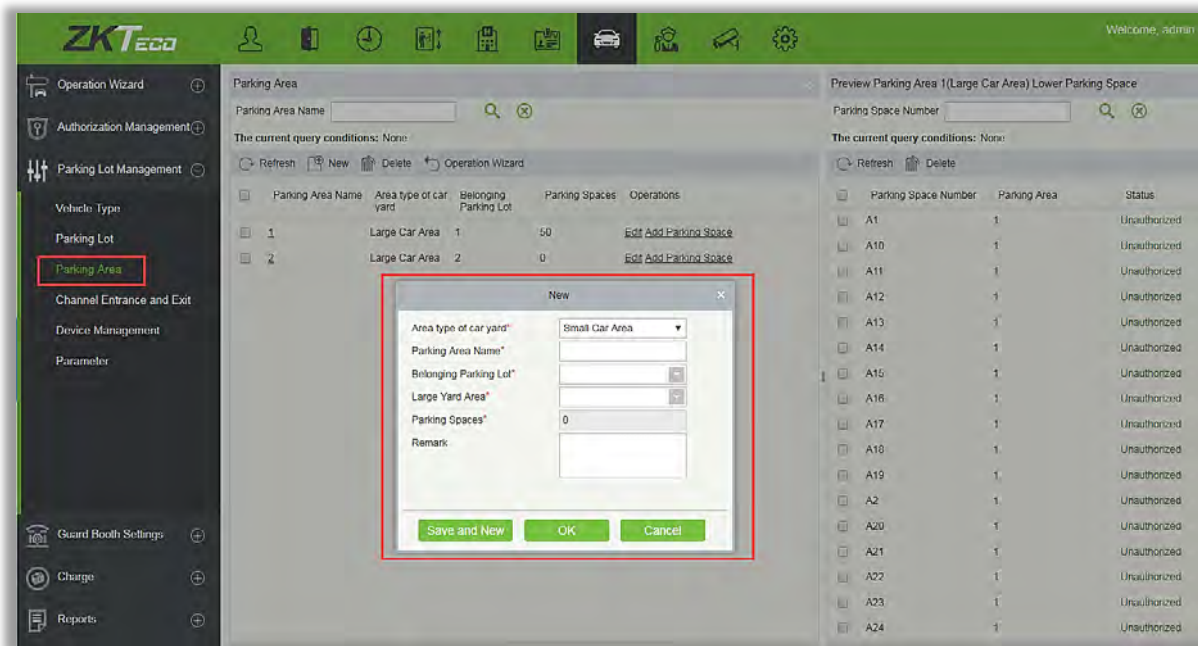 ZKTeco
Welcome, admin
Operation Wizard
Authorization Management
Parking Lot Management
Vehicle Type
Parking Lot
Parking Area
Channel Entrance and Exit
Device Management
Parameter
Guard Booth Settings
Charge
Reports
Parking Area
Parking Area Name
The current query conditions: None
Refresh New Delete Operation Wizard
Parking Area Name Area type of car yard Belonging Parking Lot Parking Spaces Operations
1 Large Car Area 1 50 Edit Add Parking Space
2 Large Car Area 2 0 Edit Add Parking Space
New
Area type of car yard* Small Car Area
Parking Area Name*
Belonging Parking Lot*
Large Yard Area*
Parking Spaces* 0
Remark
Save and New OK Cancel
Preview Parking Area 1(Large Car Area) Lower Parking Space
Parking Space Number
The current query conditions: None
Refresh Delete
Parking Space Number Parking Area Status
A1 1 Unauthorized
A10 1 Unauthorized
A11 1 Unauthorized
A12 1 Unauthorized
A13 1 Unauthorized
A14 1 Unauthorized
A15 1 Unauthorized
A16 1 Unauthorized
A17 1 Unauthorized
A18 1 Unauthorized
A19 1 Unauthorized
A2 1 Unauthorized
A20 1 Unauthorized
A21 1 Unauthorized
A22 1 Unauthorized
A23 1 Unauthorized
A24 1 Unauthorized